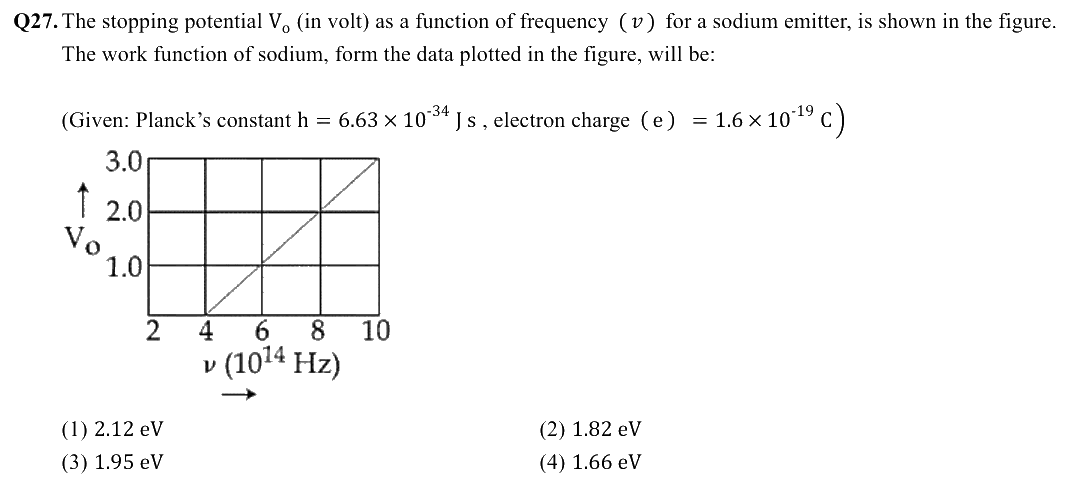 Q27. The stopping potential Vₒ (in volt) as a function of frequency (ν) for a sodium emitter, is shown in the figure.
The work function of sodium, form the data plotted in the figure, will be:
(Given: Planck’s constant h = 6.63 × 10⁻³⁴ J s , electron charge (e) = 1.6 × 10⁻¹⁹ C)
3.0
↑ 2.0
Vₒ
1.0
2 4 6 8 10
ν (10¹⁴ Hz)
→
(1) 2.12 eV (2) 1.82 eV
(3) 1.95 eV (4) 1.66 eV